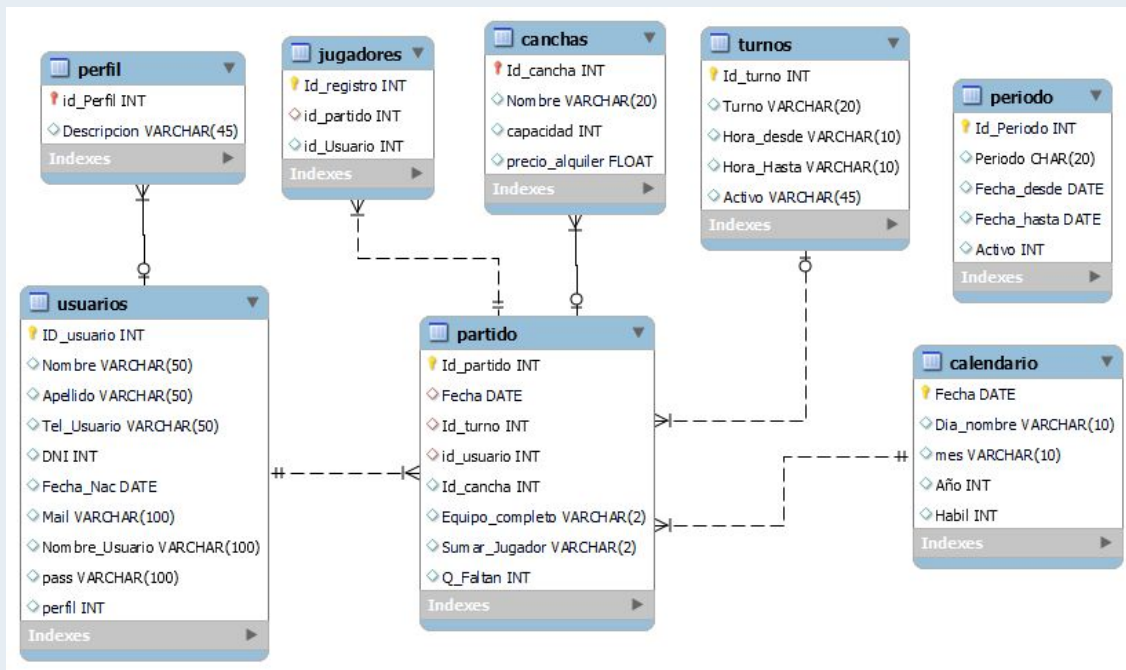 perfil
id_Perfil INT
Descripcion VARCHAR(45)
Indexes
jugadores
Id_registro INT
id_partido INT
id_Usuario INT
Indexes
canchas
Id_cancha INT
Nombre VARCHAR(20)
capacidad INT
precio_alquiler FLOAT
Indexes
turnos
Id_turno INT
Turno VARCHAR(20)
Hora_desde VARCHAR(10)
Hora_Hasta VARCHAR(10)
Activo VARCHAR(45)
Indexes
periodo
Id_Periodo INT
Periodo CHAR(20)
Fecha_desde DATE
Fecha_hasta DATE
Activo INT
Indexes
usuarios
ID_usuario INT
Nombre VARCHAR(50)
Apellido VARCHAR(50)
Tel_Usuario VARCHAR(50)
DNI INT
Fecha_Nac DATE
Mail VARCHAR(100)
Nombre_Usuario VARCHAR(100)
pass VARCHAR(100)
perfil INT
Indexes
partido
Id_partido INT
Fecha DATE
Id_turno INT
id_usuario INT
Id_cancha INT
Equipo_completo VARCHAR(2)
Sumar_Jugador VARCHAR(2)
Q_Faltan INT
Indexes
calendario
Fecha DATE
Dia_nombre VARCHAR(10)
mes VARCHAR(10)
Año INT
Habil INT
Indexes